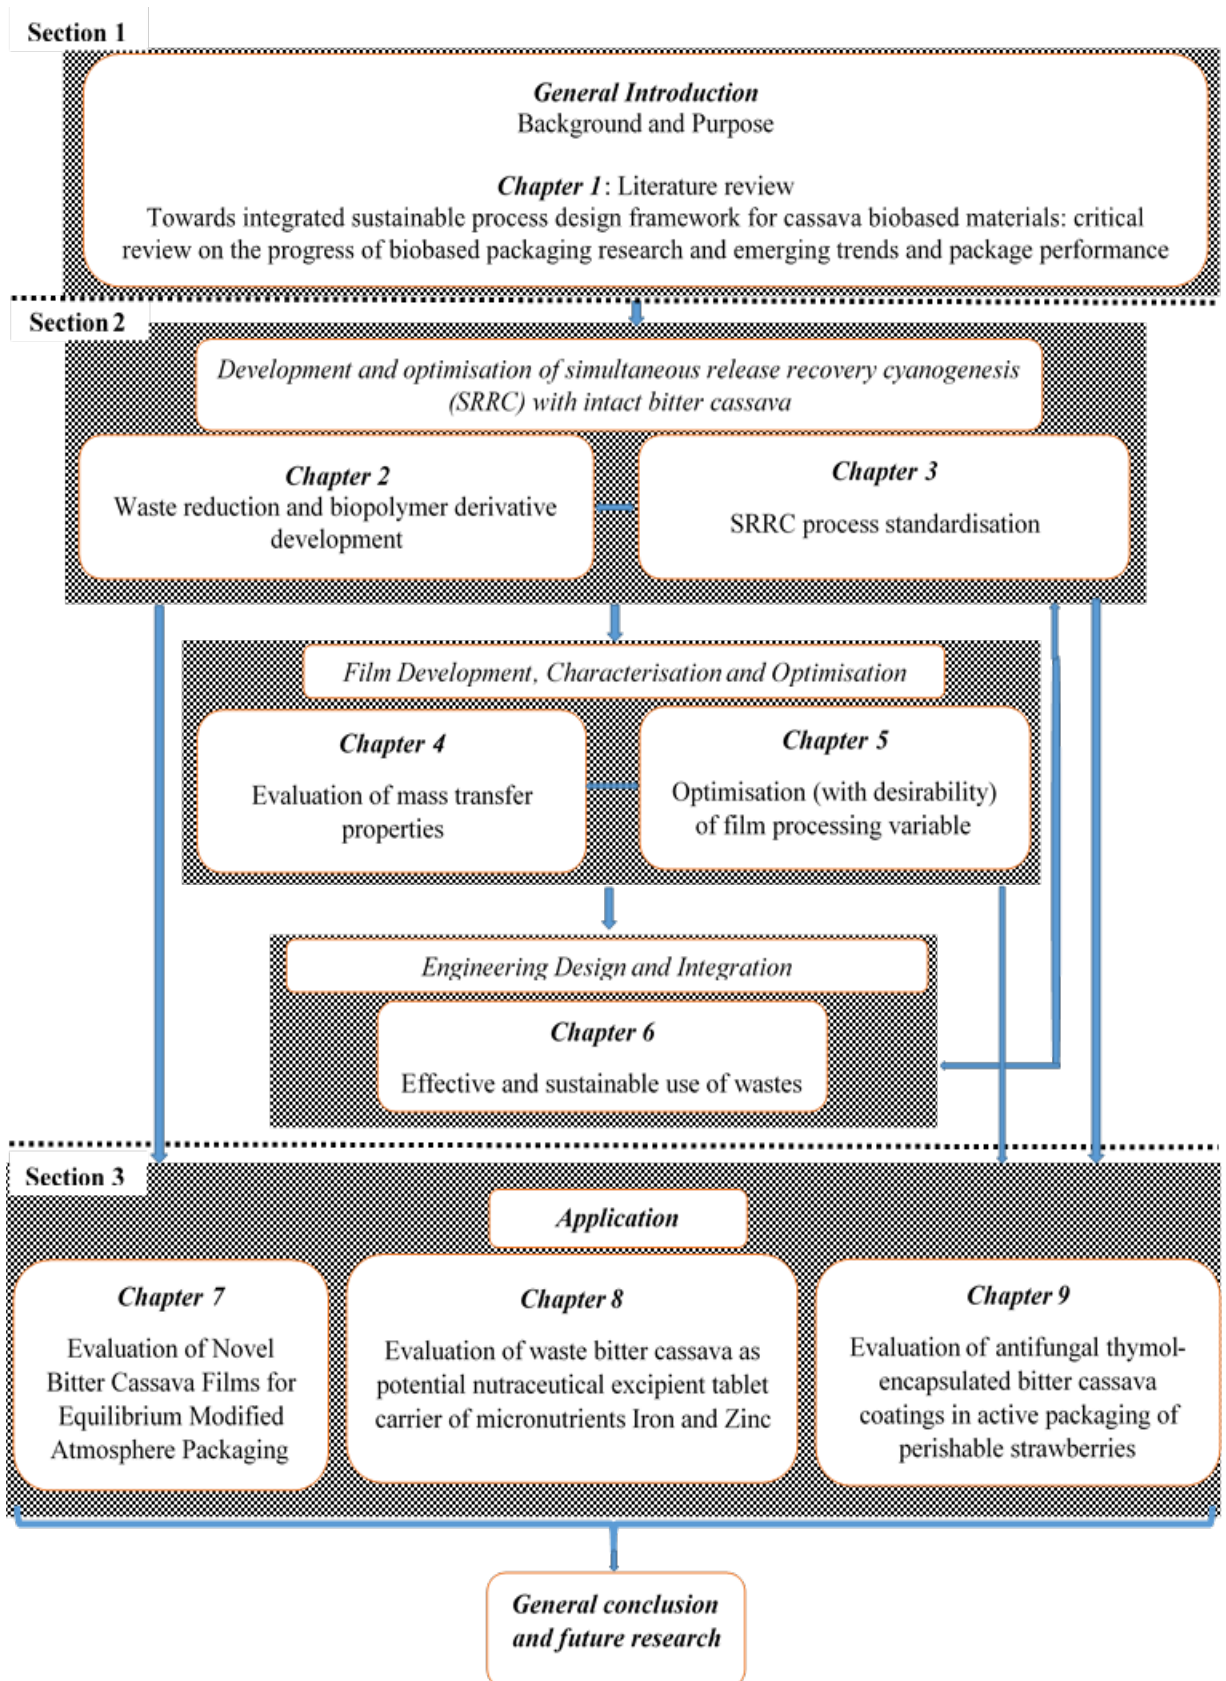 Section 1
General Introduction
Background and Purpose
Chapter 1: Literature review
Towards integrated sustainable process design framework for cassava biobased materials: critical
review on the progress of biobased packaging research and emerging trends and package performance
Section 2
Development and optimisation of simultaneous release recovery cyanogenesis
(SRRC) with intact bitter cassava
Chapter 2
Waste reduction and biopolymer derivative
development
Chapter 3
SRRC process standardisation
Film Development, Characterisation and Optimisation
Chapter 4
Evaluation of mass transfer
properties
Chapter 5
Optimisation (with desirability)
of film processing variable
Engineering Design and Integration
Chapter 6
Effective and sustainable use of wastes
Section 3
Application
Chapter 7
Evaluation of Novel
Bitter Cassava Films for
Equilibrium Modified
Atmosphere Packaging
Chapter 8
Evaluation of waste bitter cassava as
potential nutraceutical excipient tablet
carrier of micronutrients Iron and Zinc
Chapter 9
Evaluation of antifungal thymol-
encapsulated bitter cassava
coatings in active packaging of
perishable strawberries
General conclusion
and future research